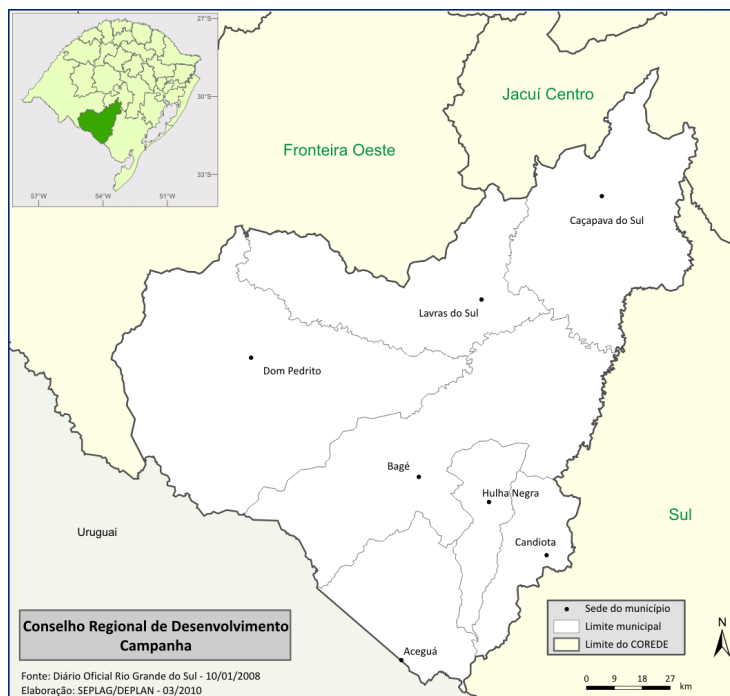 27°S
30°S
33°S
57°W
54°W
51°W
Jacuí Centro
Fronteira Oeste
Caçapava do Sul
Lavras do Sul
Dom Pedrito
Bagé
Hulha Negra
Sul
Uruguai
Candiota
Aceguá
Conselho Regional de Desenvolvimento
Campanha
Fonte: Diário Oficial Rio Grande do Sul - 10/01/2008
Elaboração: SEPLAG/DEPLAN - 03/2010
Sede do município
Limite municipal
Limite do COREDE
N
0 9 18 27
km